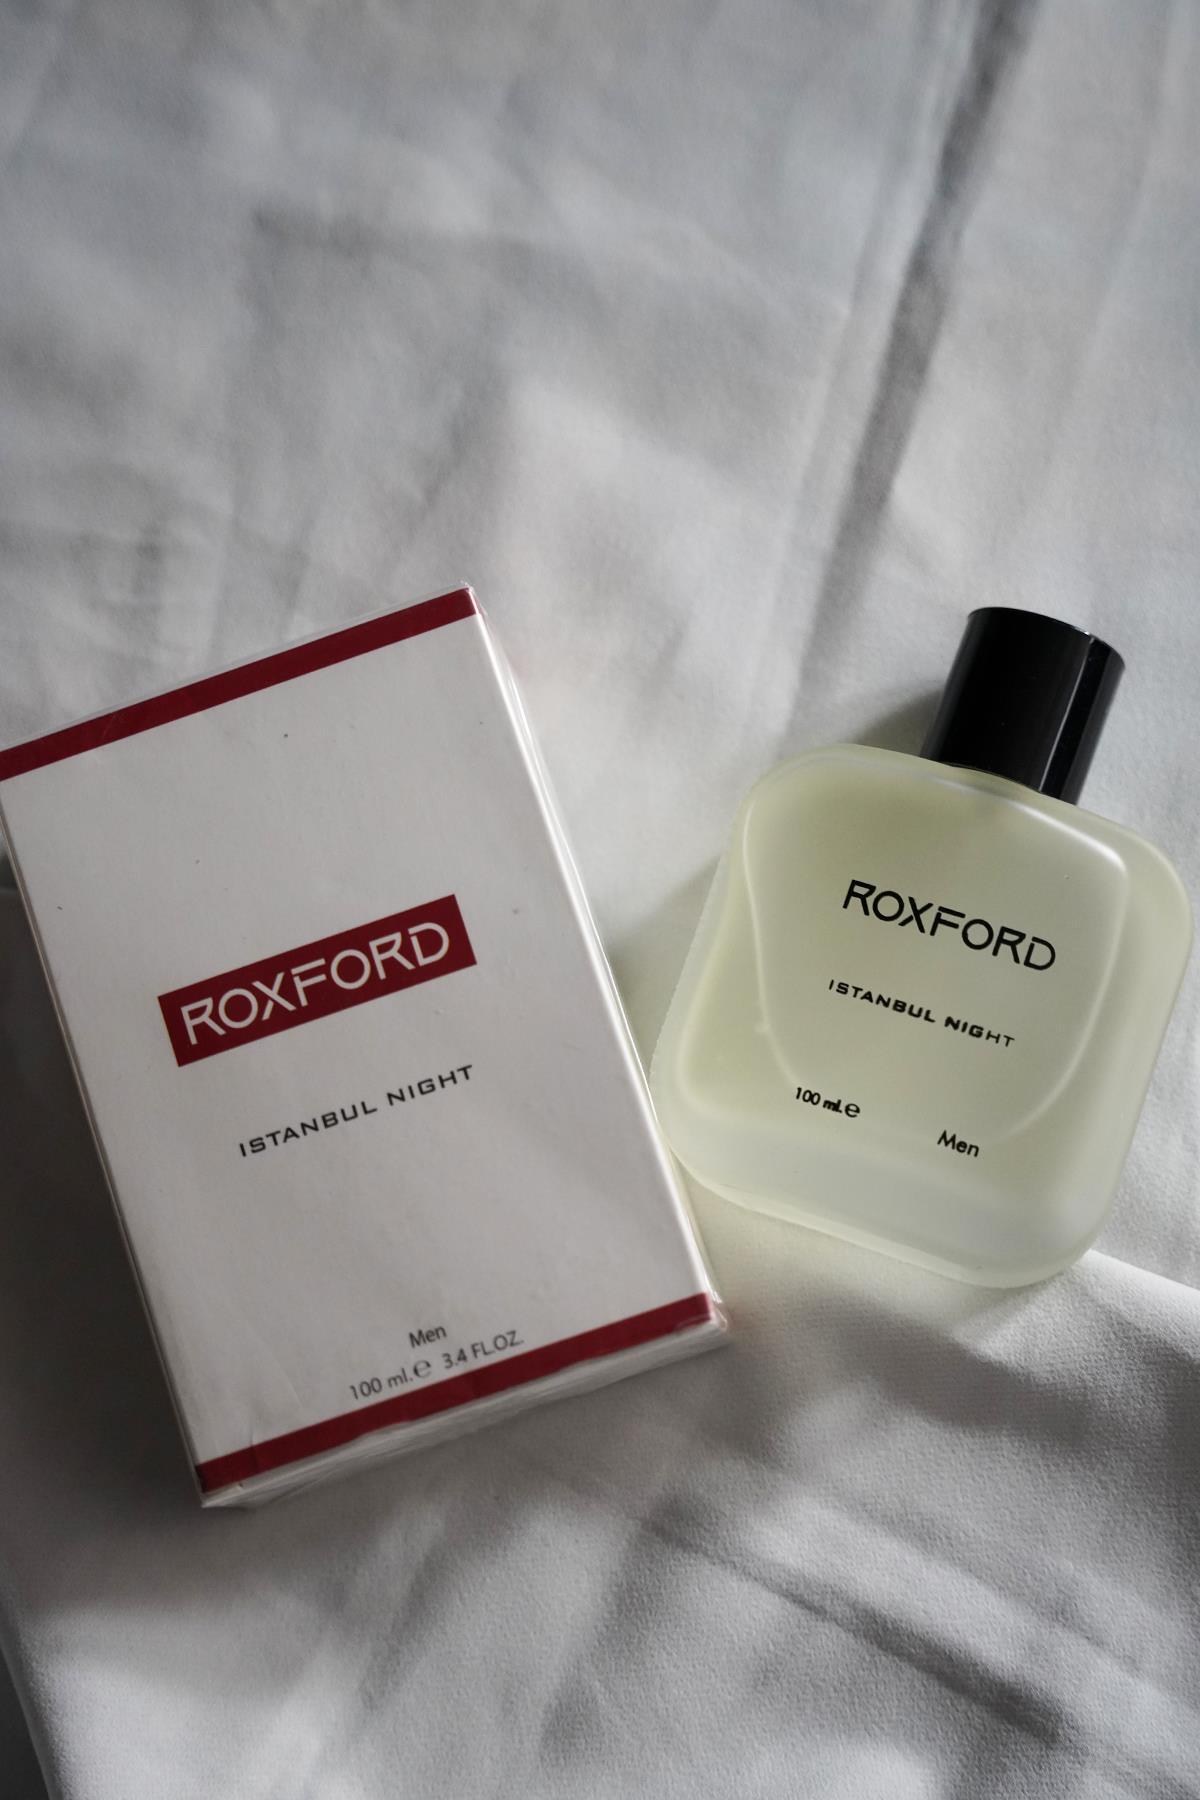 ROXFORD
ISTANBUL NIGHT
Men
100 ml.℮ 3.4 FL.OZ.
ROXFORD
ISTANBUL NIGHT
100 ml.℮
Men